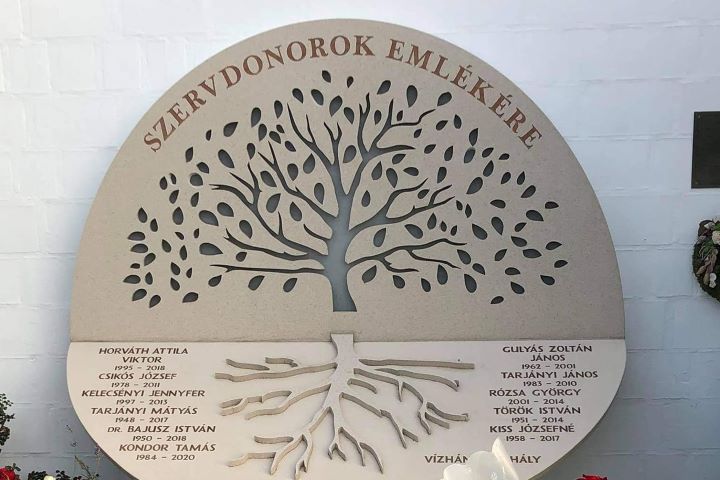 SZERVDONOROK EMLÉKÉRE
HORVÁTH ATTILA
VIKTOR
1995 - 2018
CSIKÓS JÓZSEF
1978 - 2011
KELECSÉNYI JENNYFER
1997 - 2013
TARJÁNYI MÁTYÁS
1948 - 2017
DR. BAJUSZ ISTVÁN
1950 - 2018
KONDOR TAMÁS
1984 - 2020
GULYÁS ZOLTÁN
JÁNOS
1962 - 2001
TARJÁNYI JÁNOS
1983 - 2010
RÓZSA GYÖRGY
2001 - 2014
TÖRÖK ISTVÁN
1951 - 2014
KISS JÓZSEFNÉ
1958 - 2017